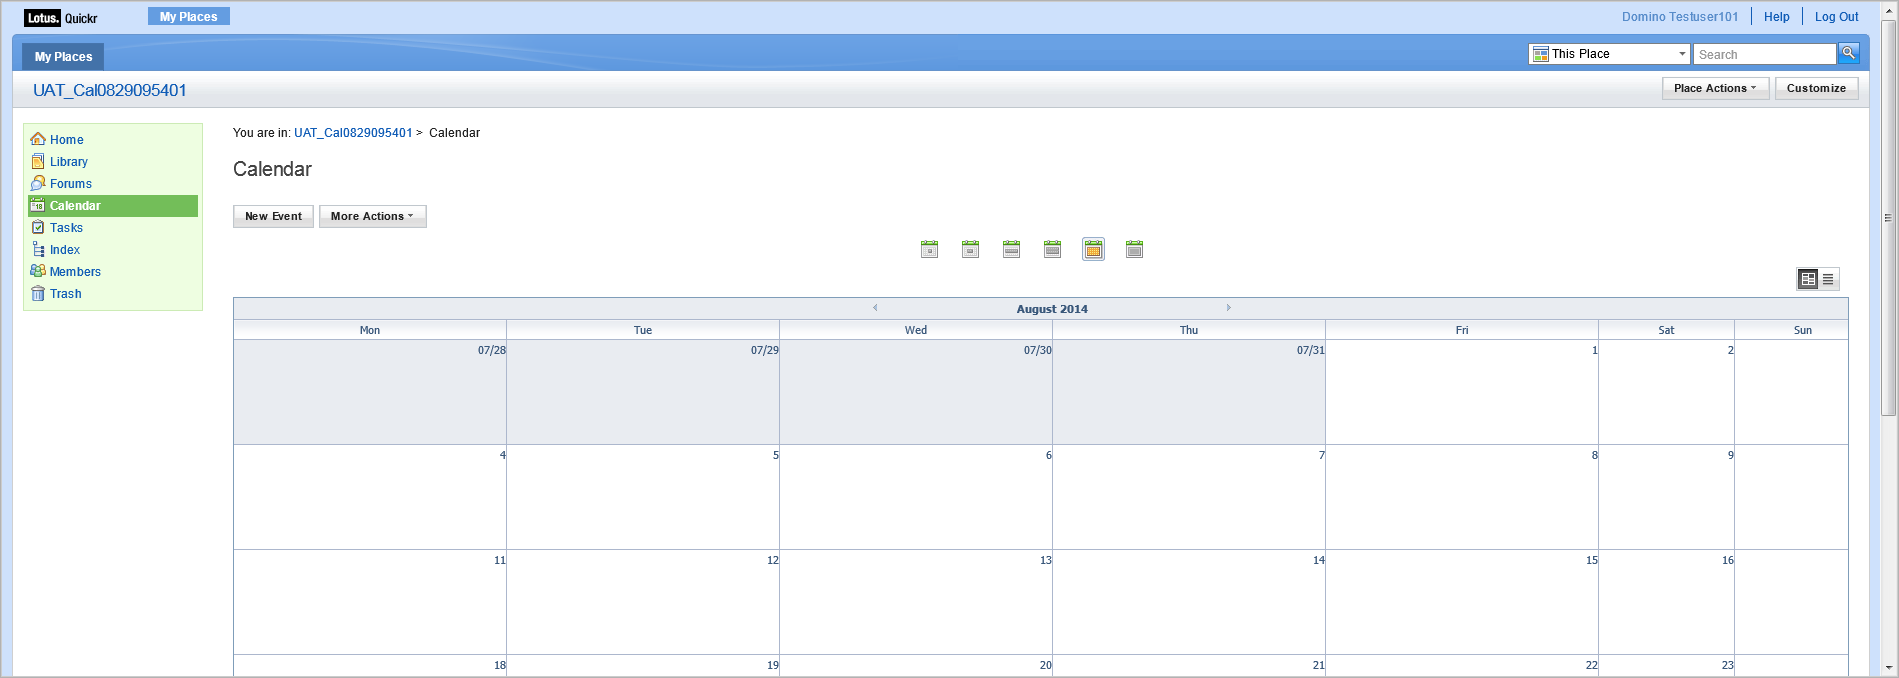 Lotus. Quickr My Places Domino Testuser101 Help Log Out
My Places This Place Search
UAT_Cal0829095401 Place Actions Customize
You are in: UAT_Cal0829095401 > Calendar
Home
Library
Forums
Calendar
Tasks
Index
Members
Trash
Calendar
New Event More Actions
August 2014
Mon Tue Wed Thu Fri Sat Sun
07/28 07/29 07/30 07/31 1 2
4 5 6 7 8 9
11 12 13 14 15 16
18 19 20 21 22 23